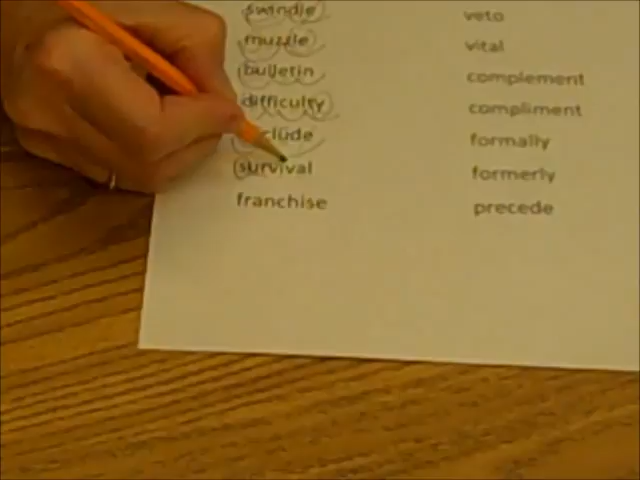 swindle veto
muzzle vital
bulletin complement
difficulty compliment
formally
survival formerly
franchise precede